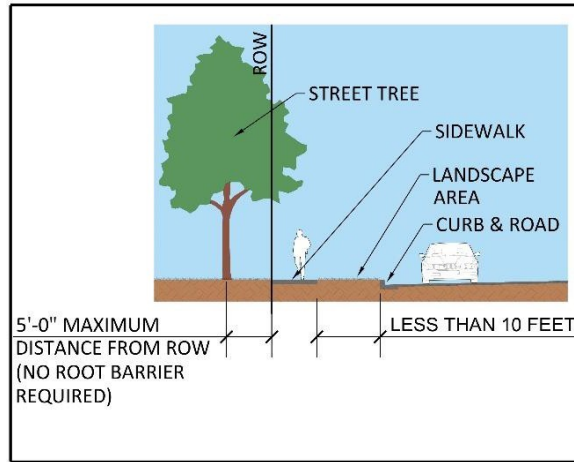 ROW
STREET TREE
SIDEWALK
LANDSCAPE
AREA
CURB & ROAD
5'-0" MAXIMUM
DISTANCE FROM ROW
(NO ROOT BARRIER
REQUIRED)
LESS THAN 10 FEET